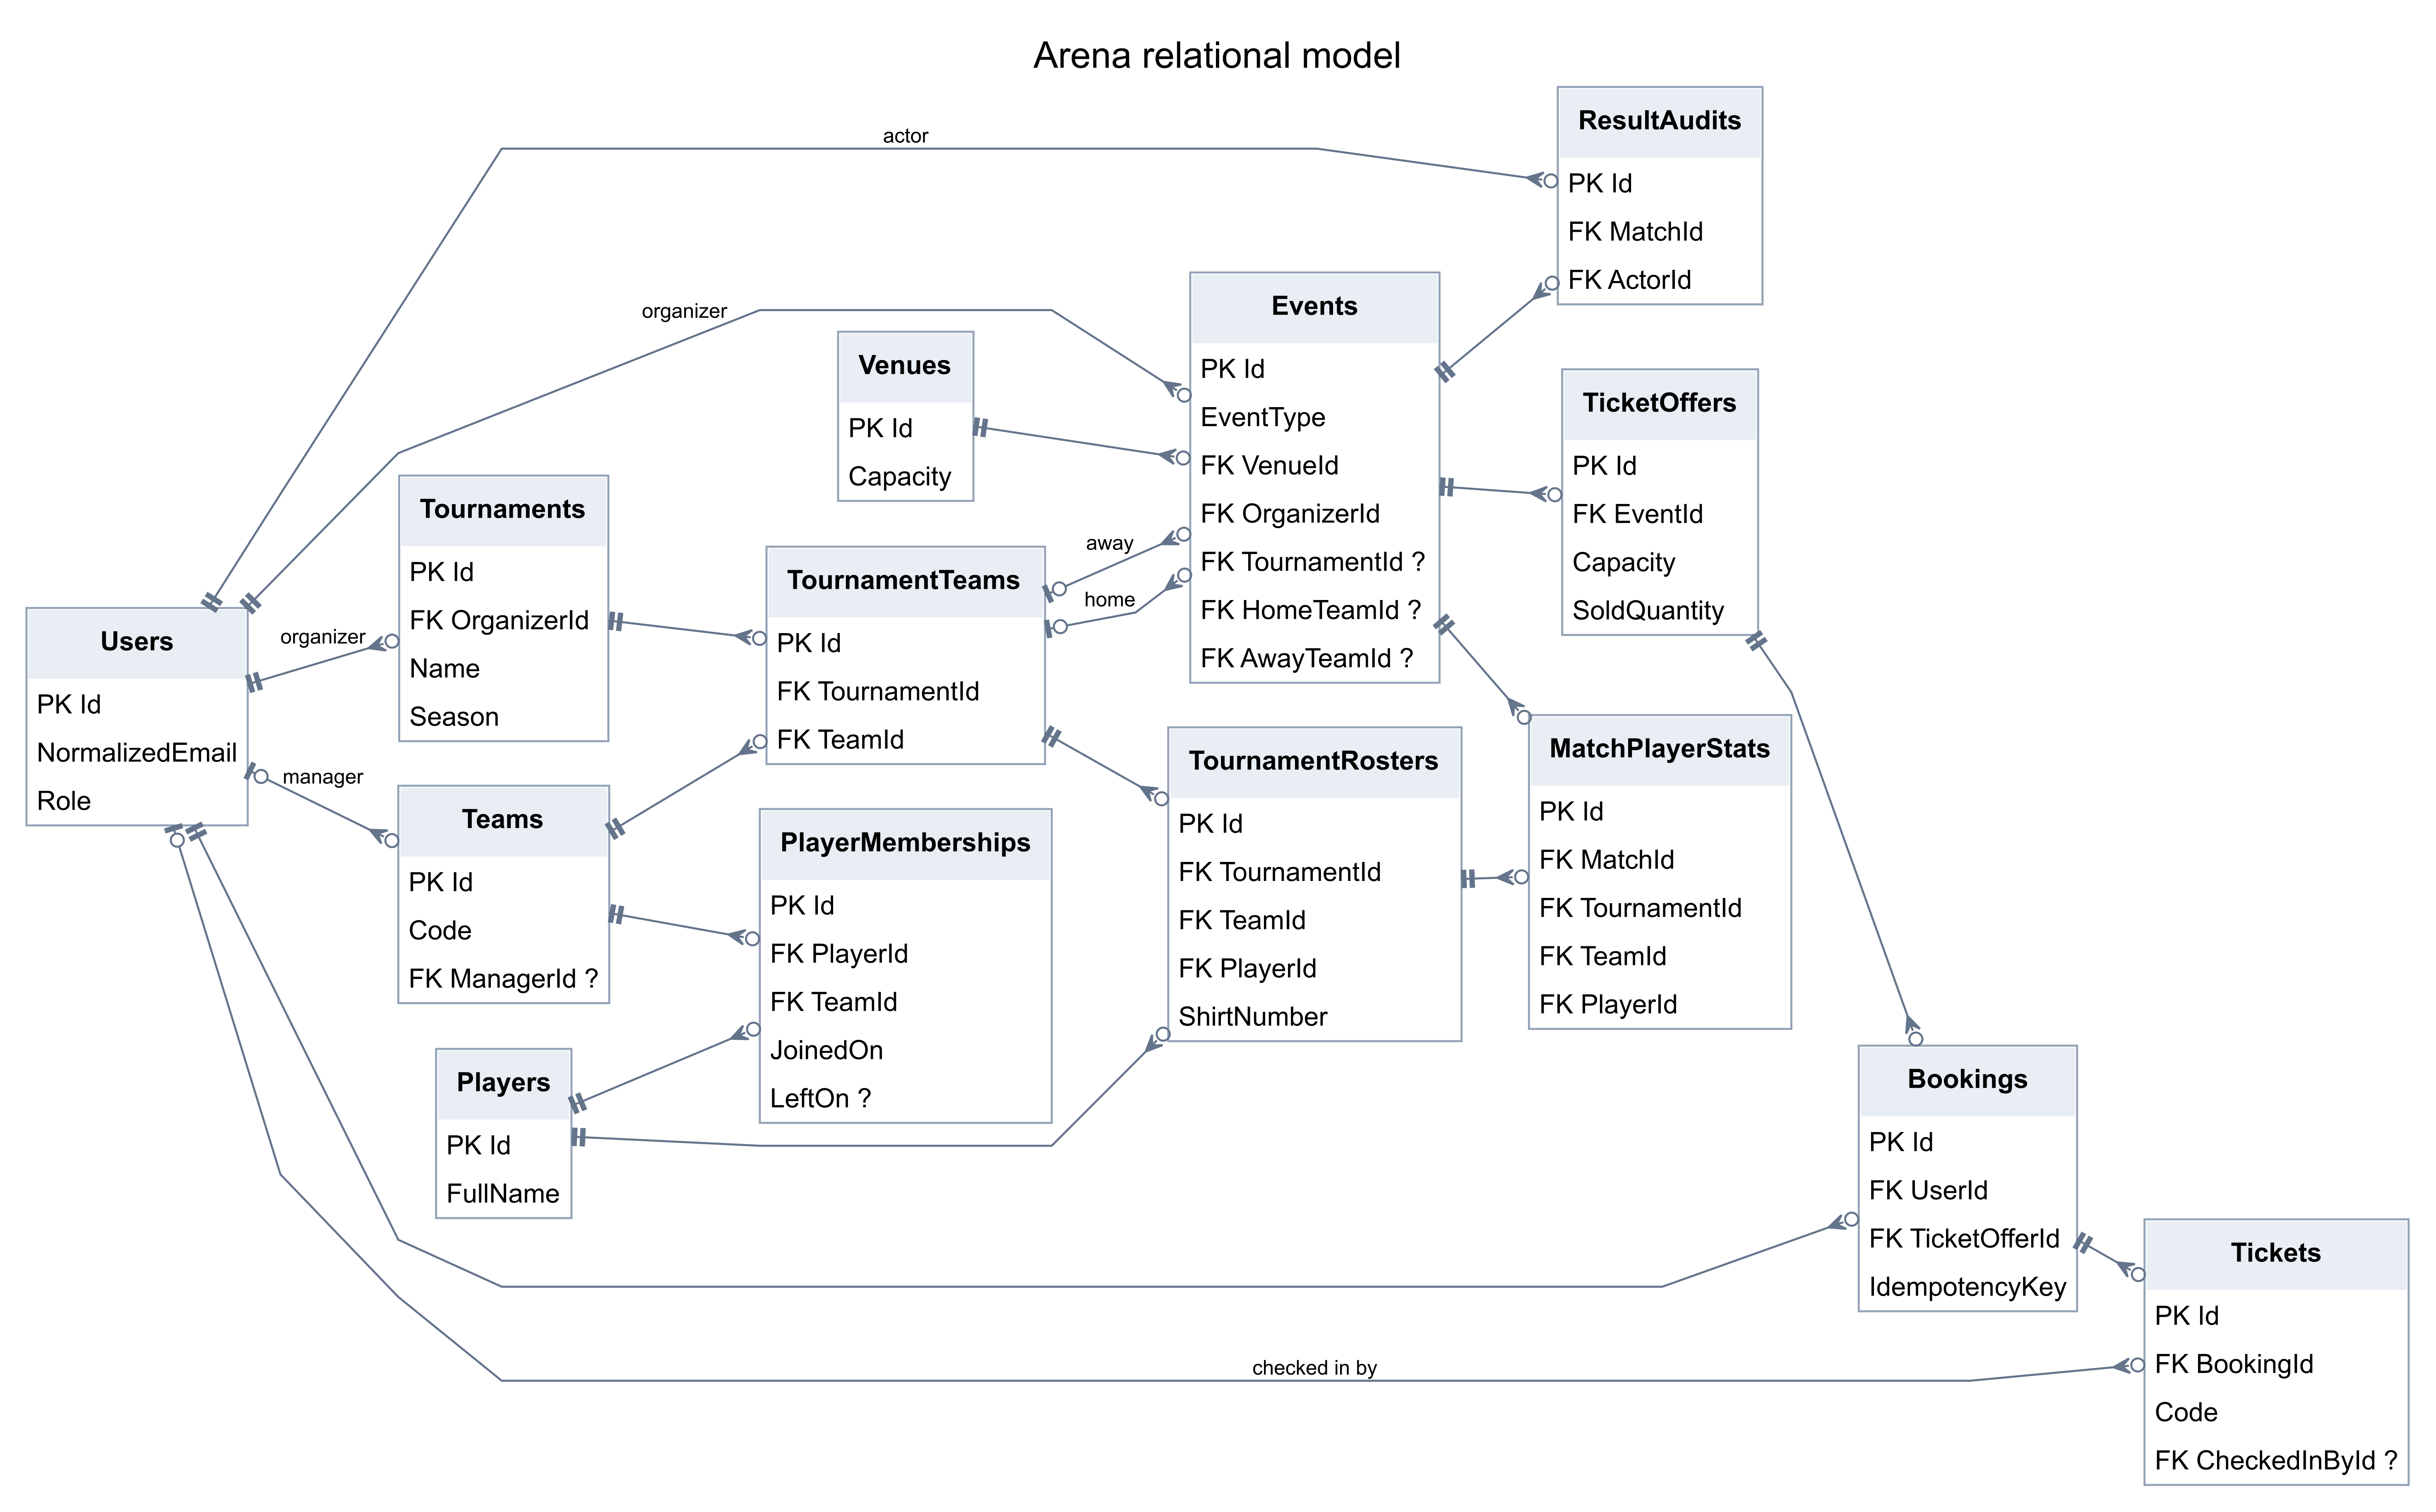 Arena relational model
actor
ResultAudits
PK Id
FK MatchId
FK ActorId
organizer
Events
PK Id
EventType
FK VenueId
FK OrganizerId
FK TournamentId ?
FK HomeTeamId ?
FK AwayTeamId ?
Venues
PK Id
Capacity
TicketOffers
PK Id
FK EventId
Capacity
SoldQuantity
Tournaments
PK Id
FK OrganizerId
Name
Season
away
home
TournamentTeams
PK Id
FK TournamentId
FK TeamId
Users
PK Id
NormalizedEmail
Role
organizer
manager
Teams
PK Id
Code
FK ManagerId ?
PlayerMemberships
PK Id
FK PlayerId
FK TeamId
JoinedOn
LeftOn ?
TournamentRosters
PK Id
FK TournamentId
FK TeamId
FK PlayerId
ShirtNumber
MatchPlayerStats
PK Id
FK MatchId
FK TournamentId
FK TeamId
FK PlayerId
Players
PK Id
FullName
Bookings
PK Id
FK UserId
FK TicketOfferId
IdempotencyKey
checked in by
Tickets
PK Id
FK BookingId
Code
FK CheckedInById ?